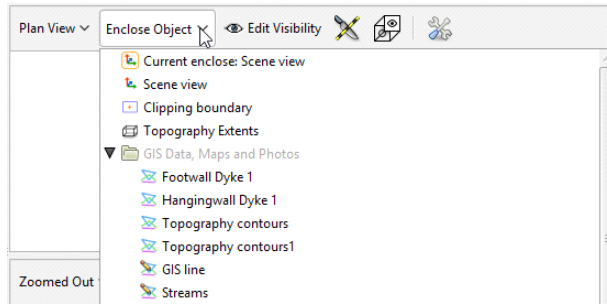 Plan View Enclose Object Edit Visibility
Current enclose: Scene view
Scene view
Clipping boundary
Topography Extents
GIS Data, Maps and Photos
Footwall Dyke 1
Hangingwall Dyke 1
Topography contours
Topography contours1
GIS line
Zoomed Out
Streams